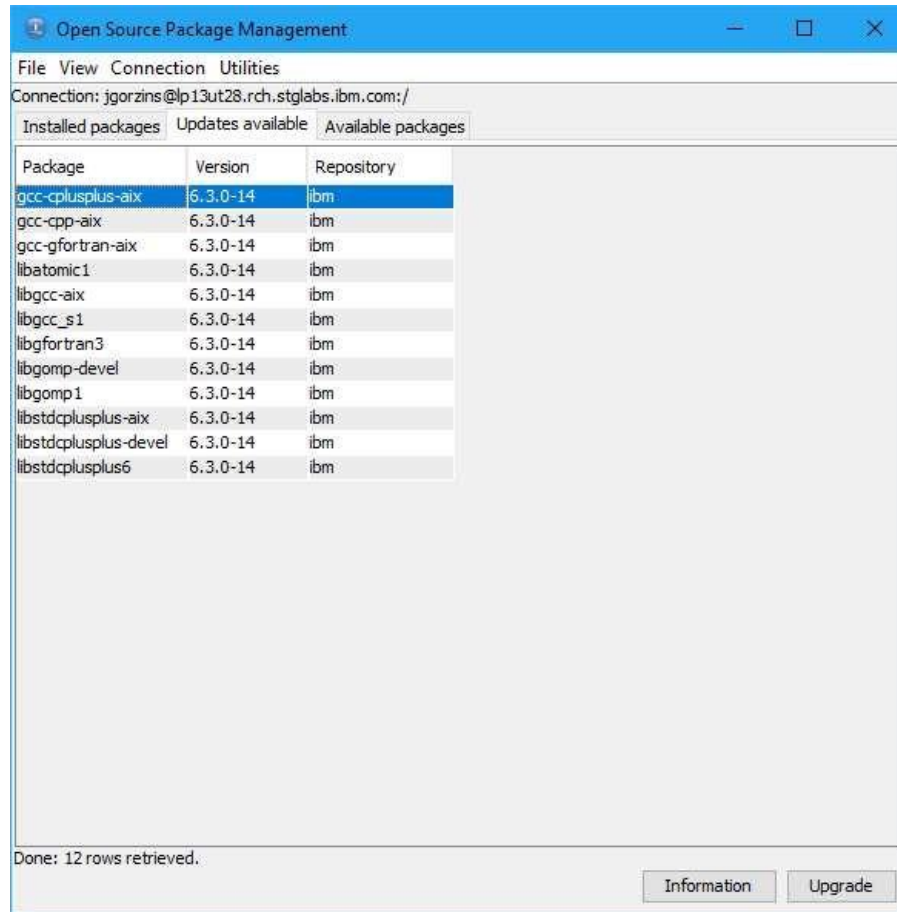 Open Source Package Management
File View Connection Utilities
Connection: jgorzins@lp13ut28.rch.stglabs.ibm.com:/
Installed packages Updates available Available packages
Package Version Repository
gcc-cplusplus-aix 6.3.0-14 ibm
gcc-cpp-aix 6.3.0-14 ibm
gcc-gfortran-aix 6.3.0-14 ibm
libatomic1 6.3.0-14 ibm
libgcc-aix 6.3.0-14 ibm
libgcc_s1 6.3.0-14 ibm
libgfortran3 6.3.0-14 ibm
libgomp-devel 6.3.0-14 ibm
libgomp1 6.3.0-14 ibm
libstdcplusplus-aix 6.3.0-14 ibm
libstdcplusplus-devel 6.3.0-14 ibm
libstdcplusplus6 6.3.0-14 ibm
Done: 12 rows retrieved.
Information Upgrade